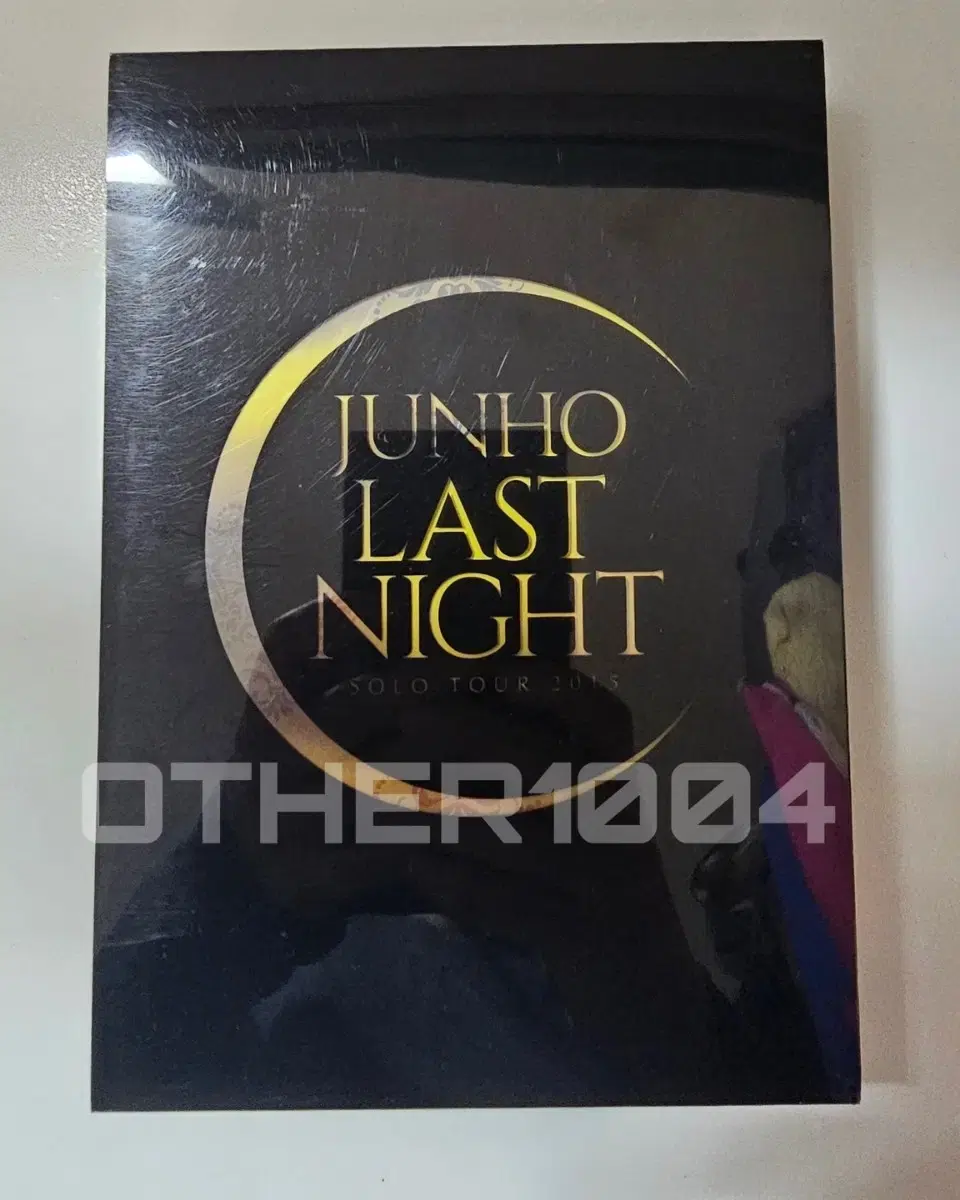 JUNHO
LAST
NIGHT
SOLO TOUR 2015
OTHER1004